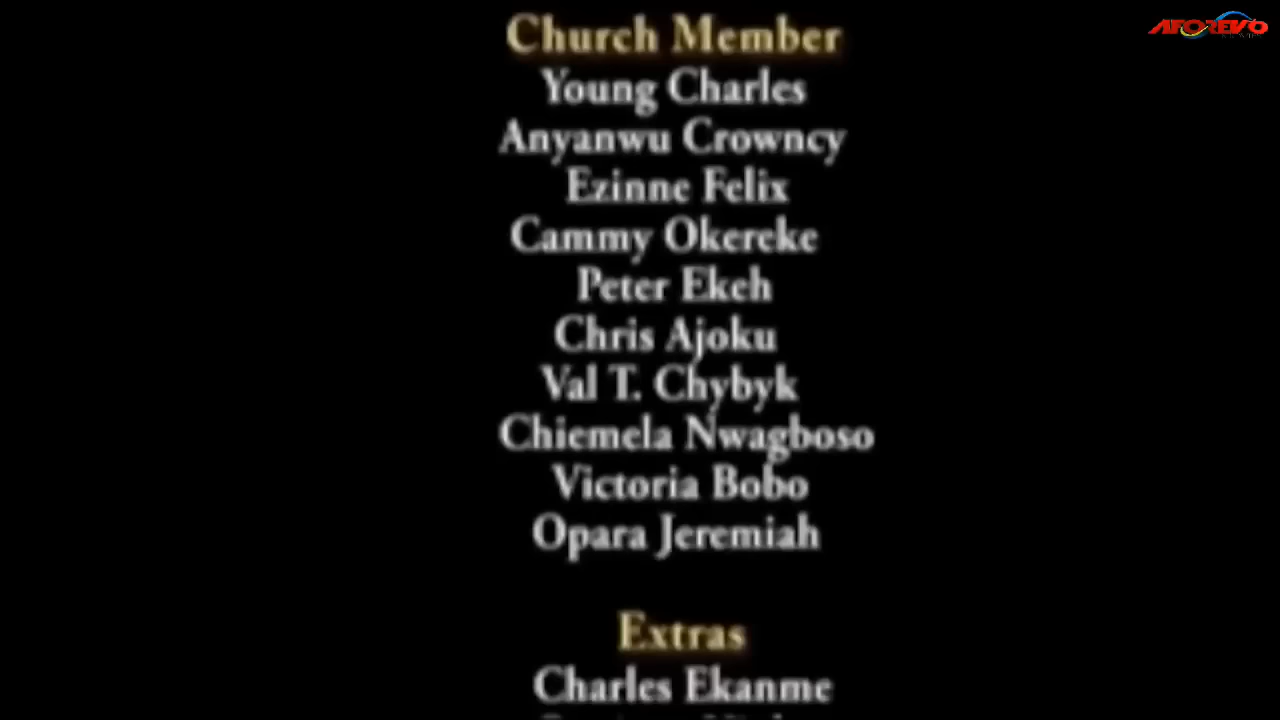 AFOREVO
Church Member
Young Charles
Anyanwu Crowncy
Ezinne Felix
Cammy Okereke
Peter Ekeh
Chris Ajoku
Val T. Chybyk
Chiemela Nwagboso
Victoria Bobo
Opara Jeremiah
Extras
Charles Ekanme